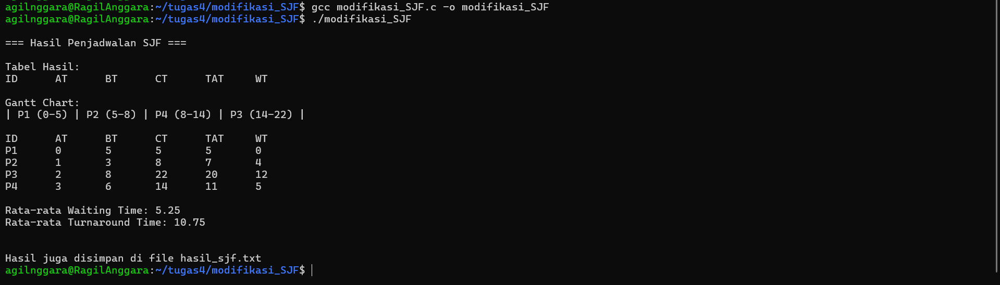 agilnggara@RagilAnggara:~/tugas4/modifikasi_SJF$ gcc modifikasi_SJF.c -o modifikasi_SJF
agilnggara@RagilAnggara:~/tugas4/modifikasi_SJF$ ./modifikasi_SJF
=== Hasil Penjadwalan SJF ===
Tabel Hasil:
ID AT BT CT TAT WT
Gantt Chart:
| P1 (0-5) | P2 (5-8) | P4 (8-14) | P3 (14-22) |
ID AT BT CT TAT WT
P1 0 5 5 5 0
P2 1 3 8 7 4
P3 2 8 22 20 12
P4 3 6 14 11 5
Rata-rata Waiting Time: 5.25
Rata-rata Turnaround Time: 10.75
Hasil juga disimpan di file hasil_sjf.txt
agilnggara@RagilAnggara:~/tugas4/modifikasi_SJF$